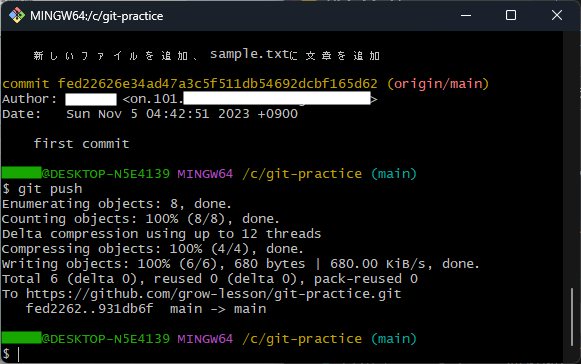 MINGW64:/c/git-practice
新しいファイルを追加、sample.txtに文章を追加
commit fed22626e34ad47a3c5f511db54692dcbf165d62 (origin/main)
Author: <on.101. >
Date:   Sun Nov 5 04:42:51 2023 +0900
first commit
@DESKTOP-N5E4139 MINGW64 /c/git-practice (main)
$ git push
Enumerating objects: 8, done.
Counting objects: 100% (8/8), done.
Delta compression using up to 12 threads
Compressing objects: 100% (4/4), done.
Writing objects: 100% (6/6), 680 bytes | 680.00 KiB/s, done.
Total 6 (delta 0), reused 0 (delta 0), pack-reused 0
To https://github.com/grow-lesson/git-practice.git
fed2262..931db6f  main -> main
@DESKTOP-N5E4139 MINGW64 /c/git-practice (main)
$